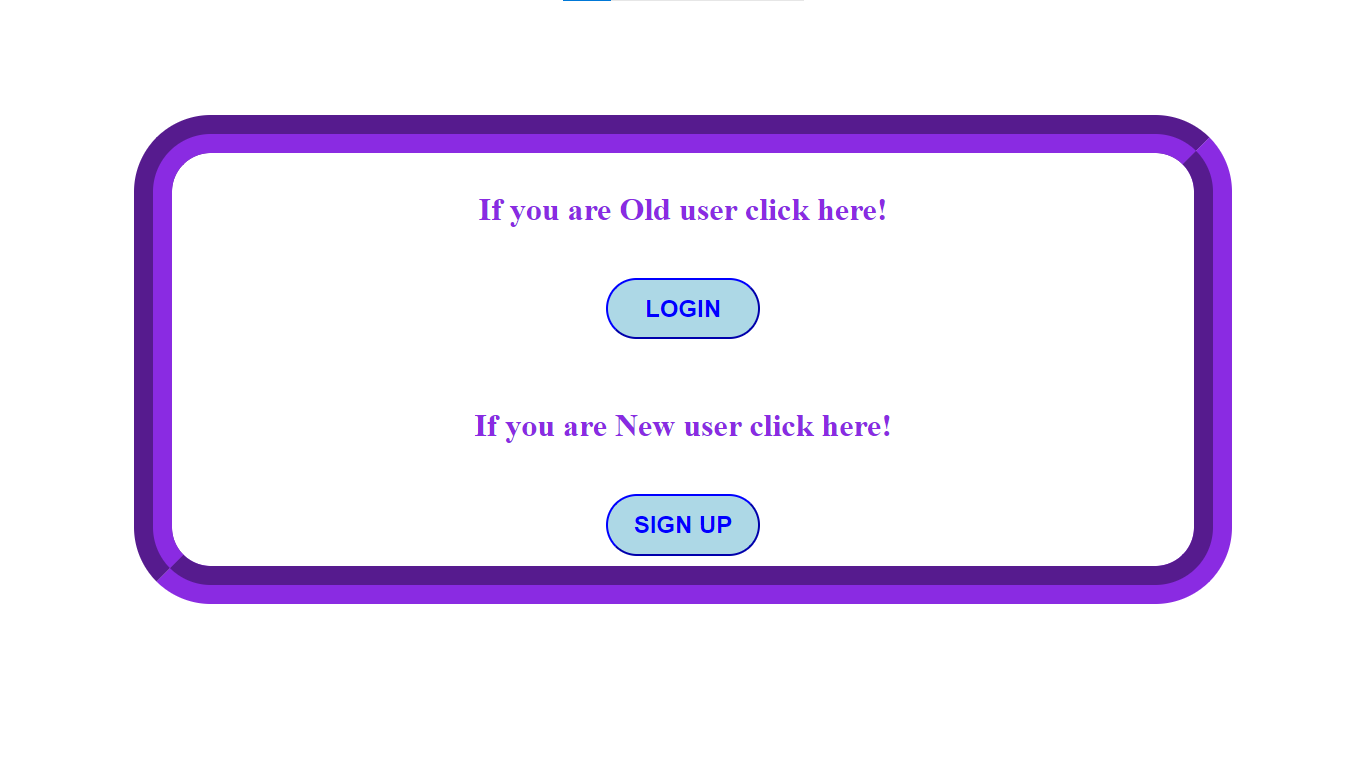 If you are Old user click here!
LOGIN
If you are New user click here!
SIGN UP